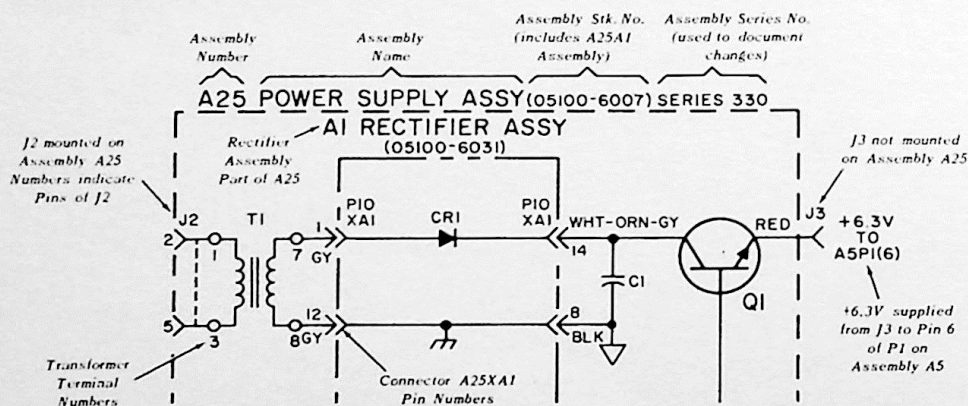 Assembly
Number
Assembly
Name
Assembly Stk. No.
(includes A25A1
Assembly)
Assembly Series No.
(used to document
changes)
A25 POWER SUPPLY ASSY (05100-6007) SERIES 330
A1 RECTIFIER ASSY
(05100-6031)
J2 mounted on
Assembly A25
Numbers indicate
Pins of J2
Rectifier
Assembly
Part of A25
J3 not mounted
on Assembly A25
J2
T1
P10
XA1
CR1
P10
XA1
WHT-ORN-GY
RED
J3
+6.3V
TO
A5P1(6)
2
1
7
1
GY
14
C1
Q1
5
3
8
12
GY
8
BLK
+6.3V supplied
from J3 to Pin 6
of P1 on
Assembly A5
Transformer
Terminal
Numbers
Connector A25XA1
Pin Numbers